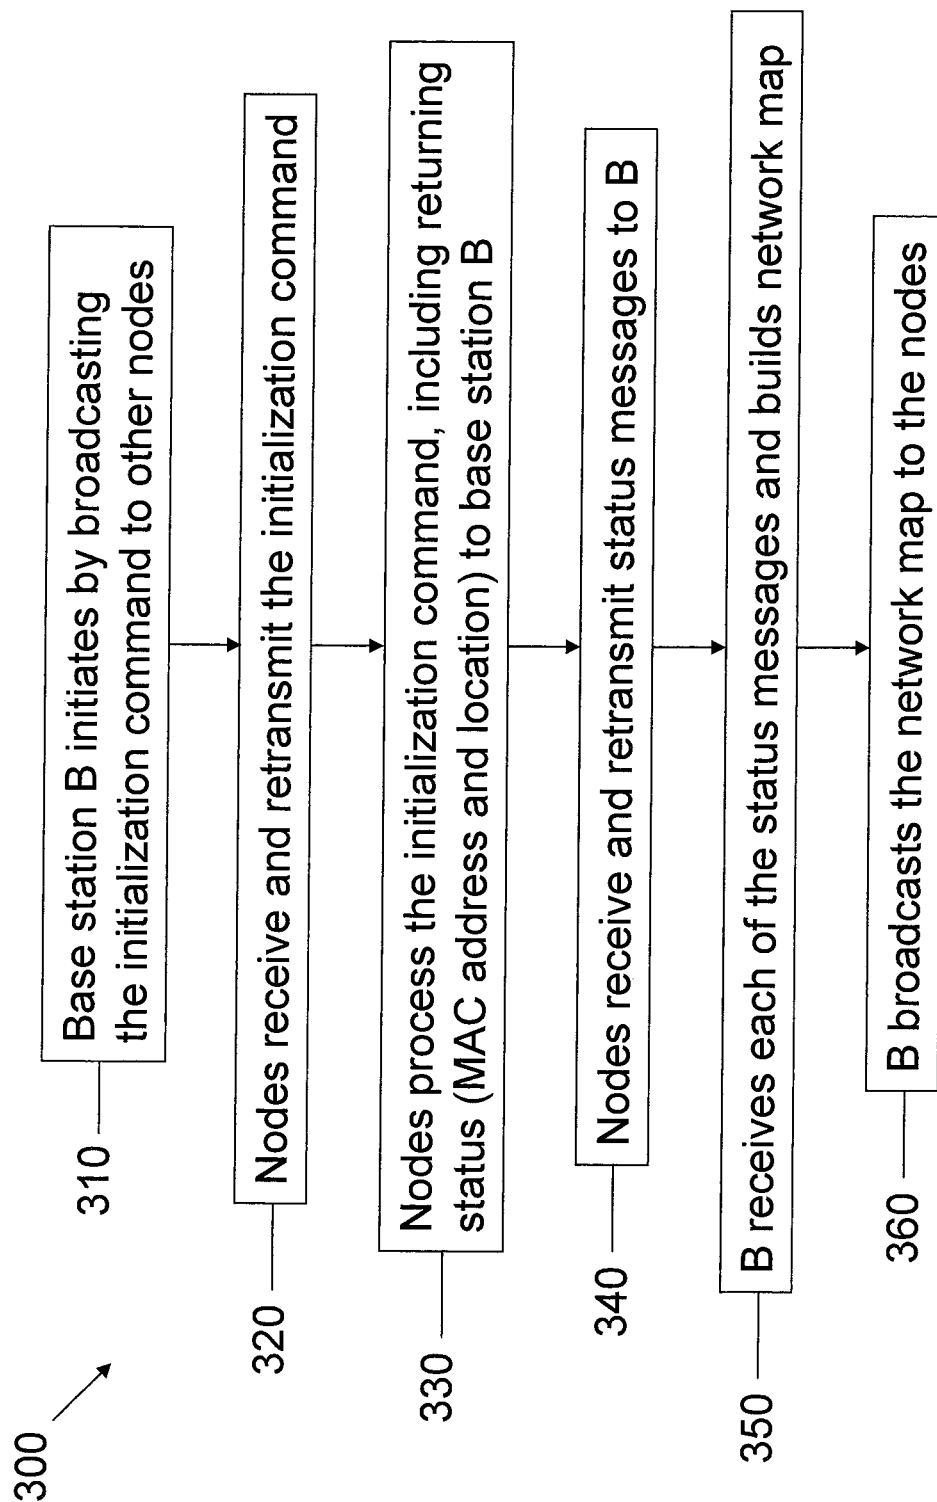 300
310
Base station B initiates by broadcasting
the initialization command to other nodes
320
Nodes receive and retransmit the initialization command
330
Nodes process the initialization command, including returning
status (MAC address and location) to base station B
340
Nodes receive and retransmit status messages to B
350
B receives each of the status messages and builds network map
360
B broadcasts the network map to the nodes